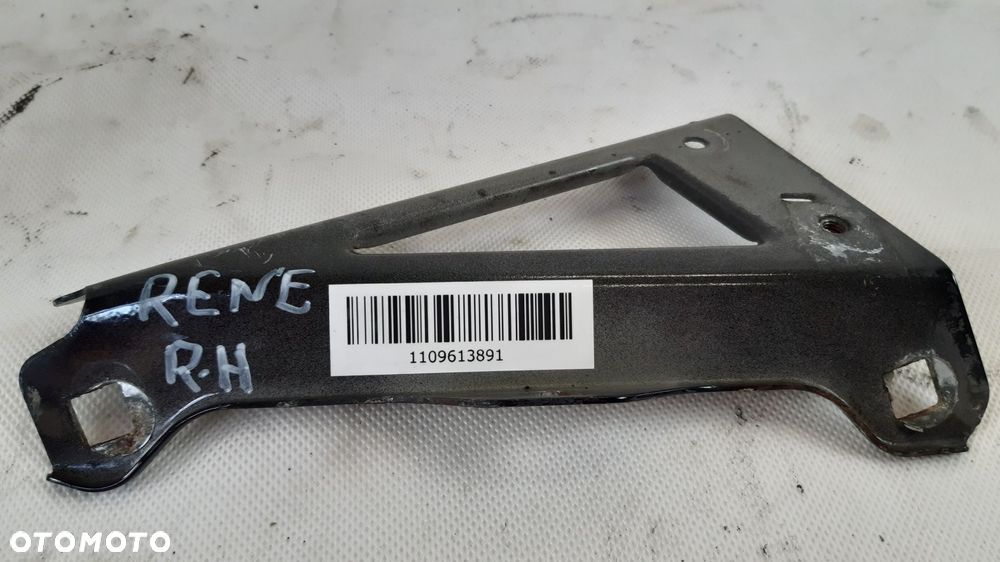 RENE
R.H
1109613891
OTOMOTO